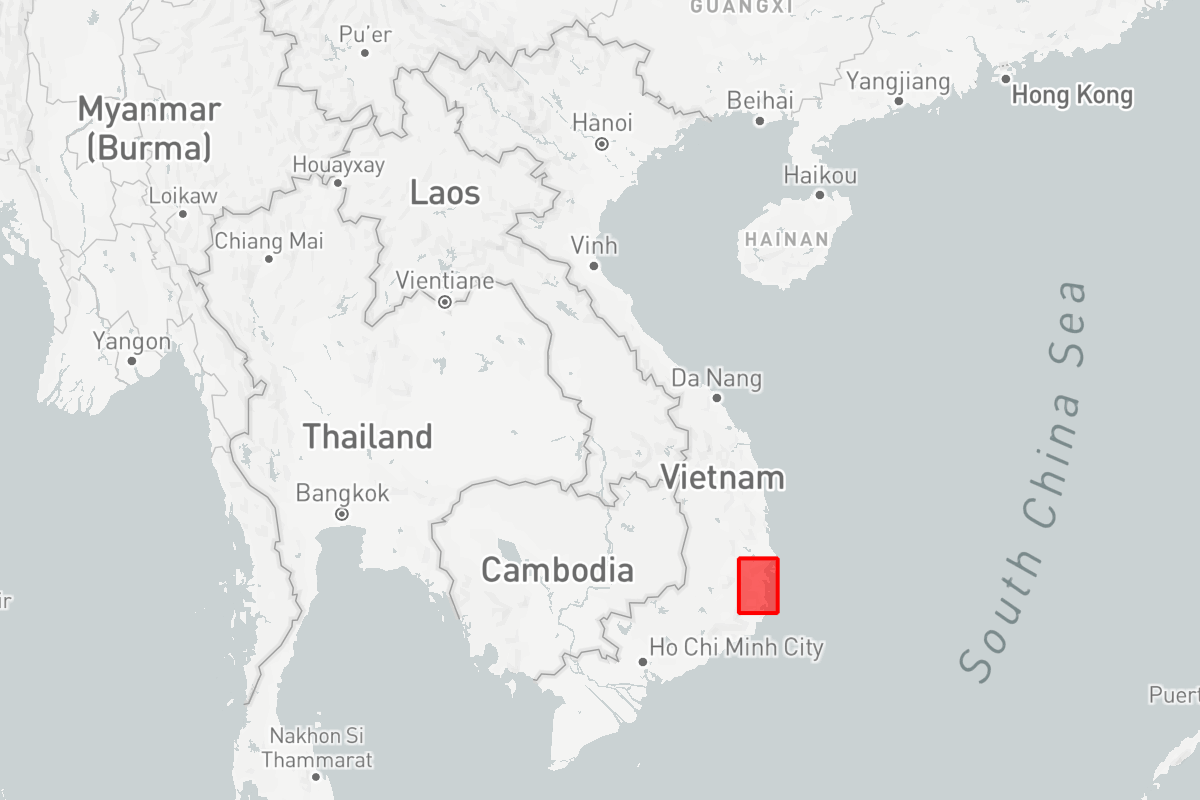 GUANGXI
Pu'er
Yangjiang
Myanmar
(Burma)
Beihai
Hong Kong
Hanoi
Houayxay
Laos
Haikou
Loikaw
Chiang Mai
Vinh
HAINAN
Vientiane
South China Sea
Yangon
Da Nang
Thailand
Vietnam
Bangkok
Cambodia
ir
Ho Chi Minh City
Puert
Nakhon Si
Thammarat